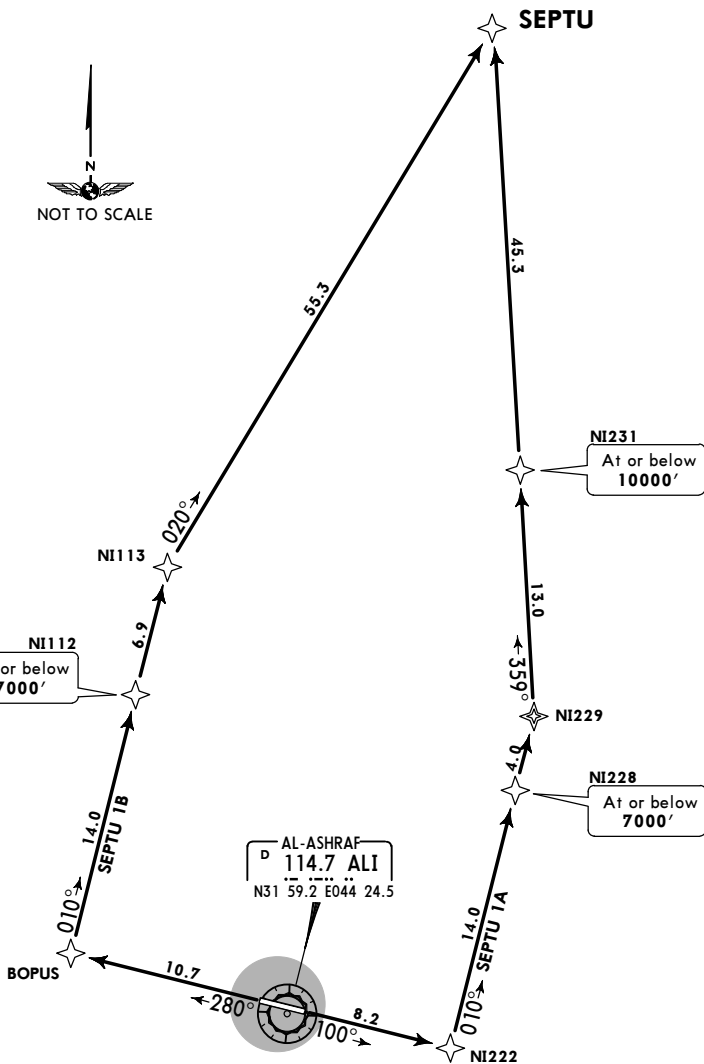 SEPTU
N
NOT TO SCALE
45.3
55.3
NI231
At or below
10000′
020°
NI113
13.0
6.9
NI112
or below
7000′
359°
NI229
4.0
NI228
At or below
7000′
14.0
SEPTU 1B
010°
AL-ASHRAF
D 114.7 ALI
N31 59.2 E044 24.5
14.0
SEPTU 1A
010°
BOPUS
10.7
280°
8.2
100°
NI222